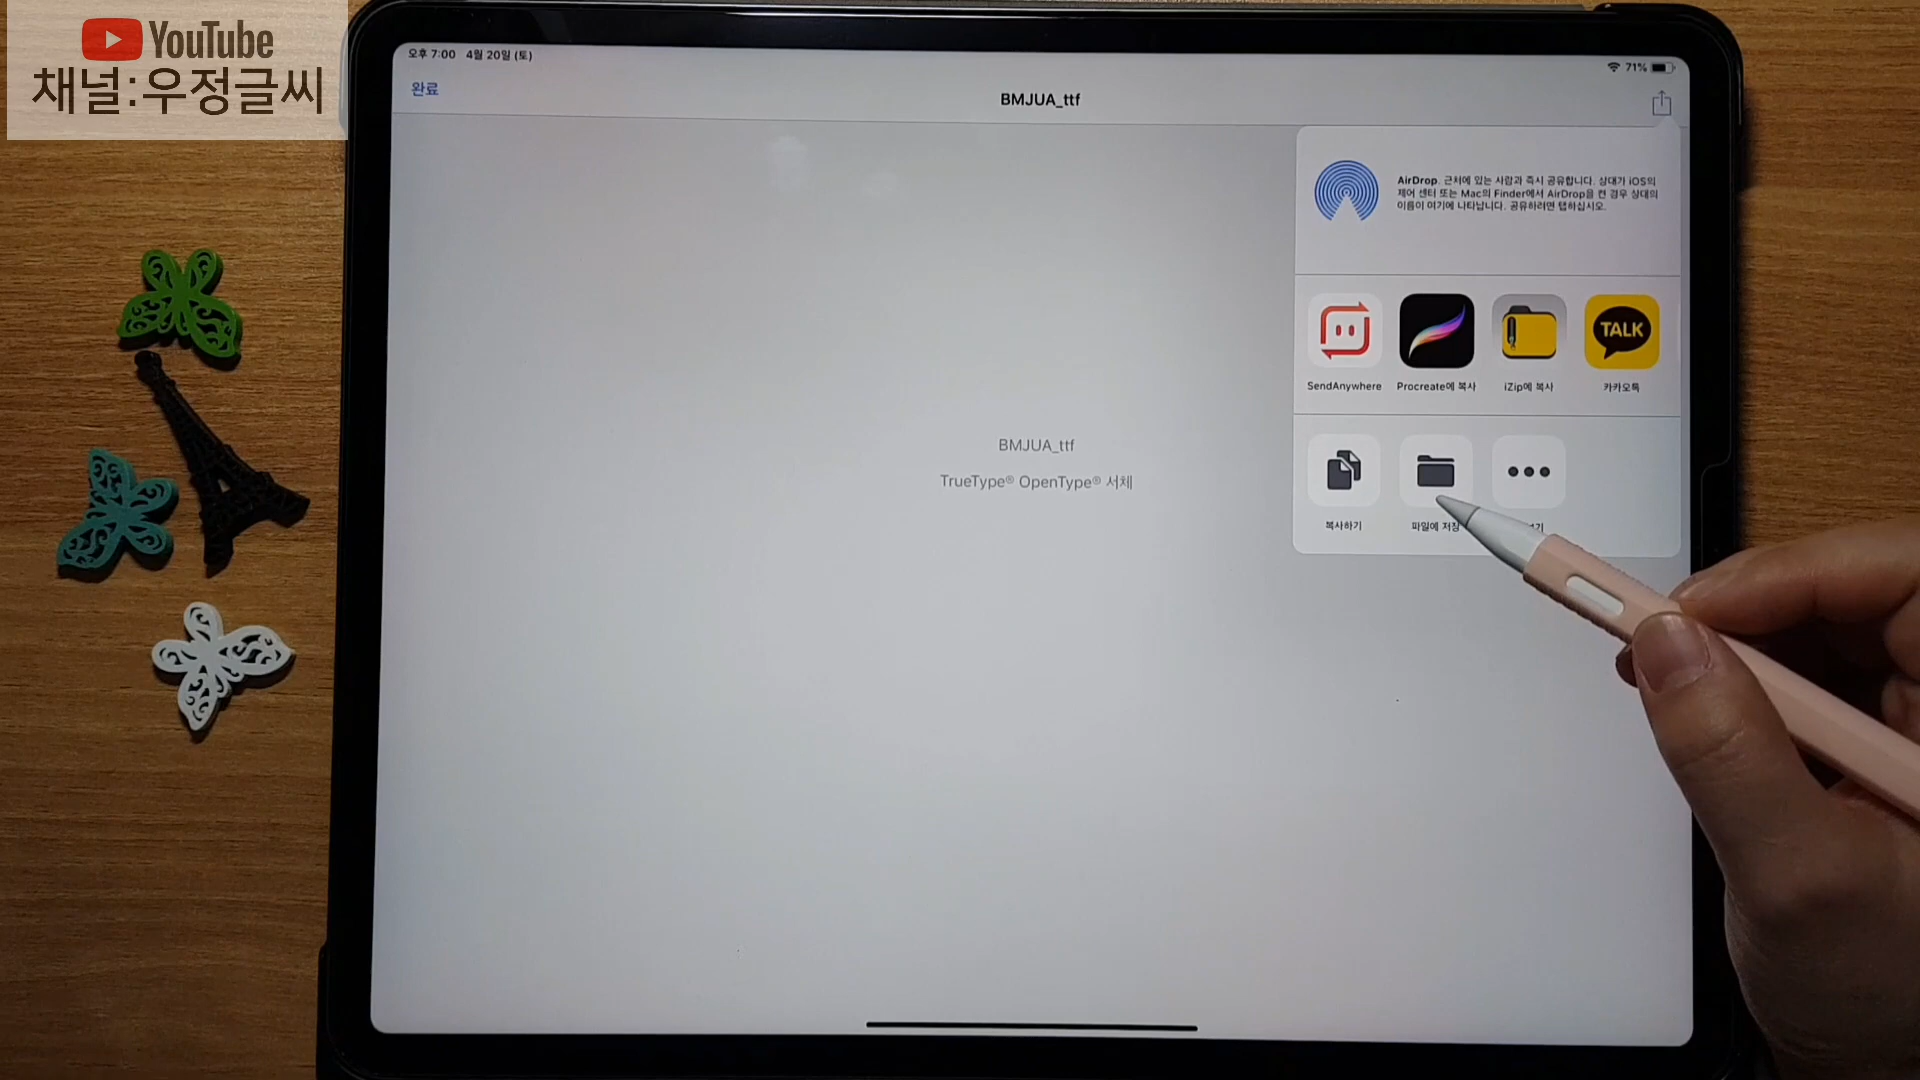 YouTube
채널:우정글씨
오후 7:00 4월 20일 (토)
71%
완료
BMJUA_ttf
AirDrop. 근처에 있는 사람과 즉시 공유합니다. 상대가 iOS의
제어 센터 또는 Mac의 Finder에서 AirDrop을 켠 경우 상대의
이름이 여기에 나타납니다. 공유하려면 탭하십시오.
TALK
SendAnywhere
Procreate에 복사
iZip에 복사
카카오톡
BMJUA_ttf
TrueType® OpenType® 서체
복사하기
파일에 저장